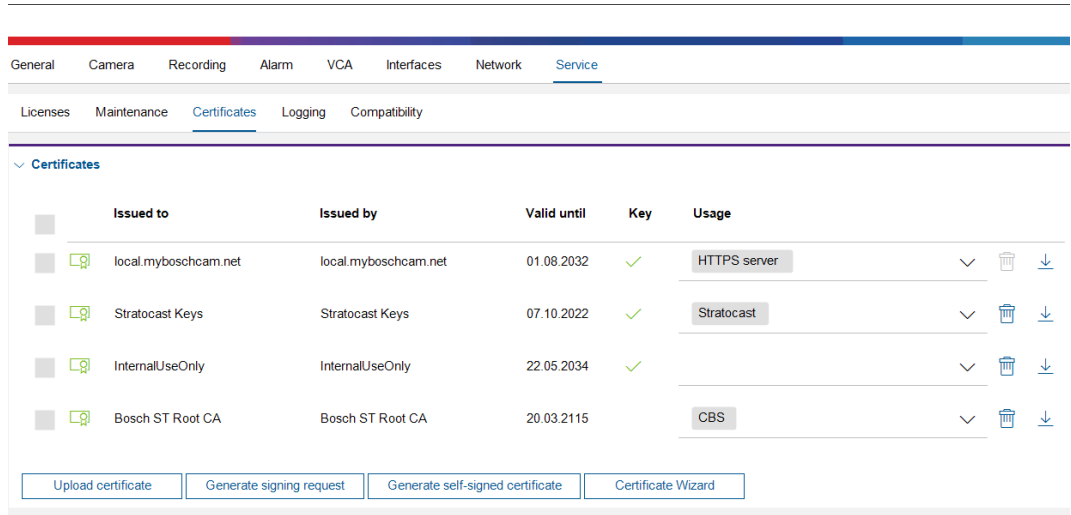 General Camera Recording Alarm VCA Interfaces Network Service
Licenses Maintenance Certificates Logging Compatibility
Certificates
Issued to Issued by Valid until Key Usage
local.myboschcam.net local.myboschcam.net 01.08.2032 HTTPS server
Stratocast Keys Stratocast Keys 07.10.2022 Stratocast
InternalUseOnly InternalUseOnly 22.05.2034
Bosch ST Root CA Bosch ST Root CA 20.03.2115 CBS
Upload certificate Generate signing request Generate self-signed certificate Certificate Wizard